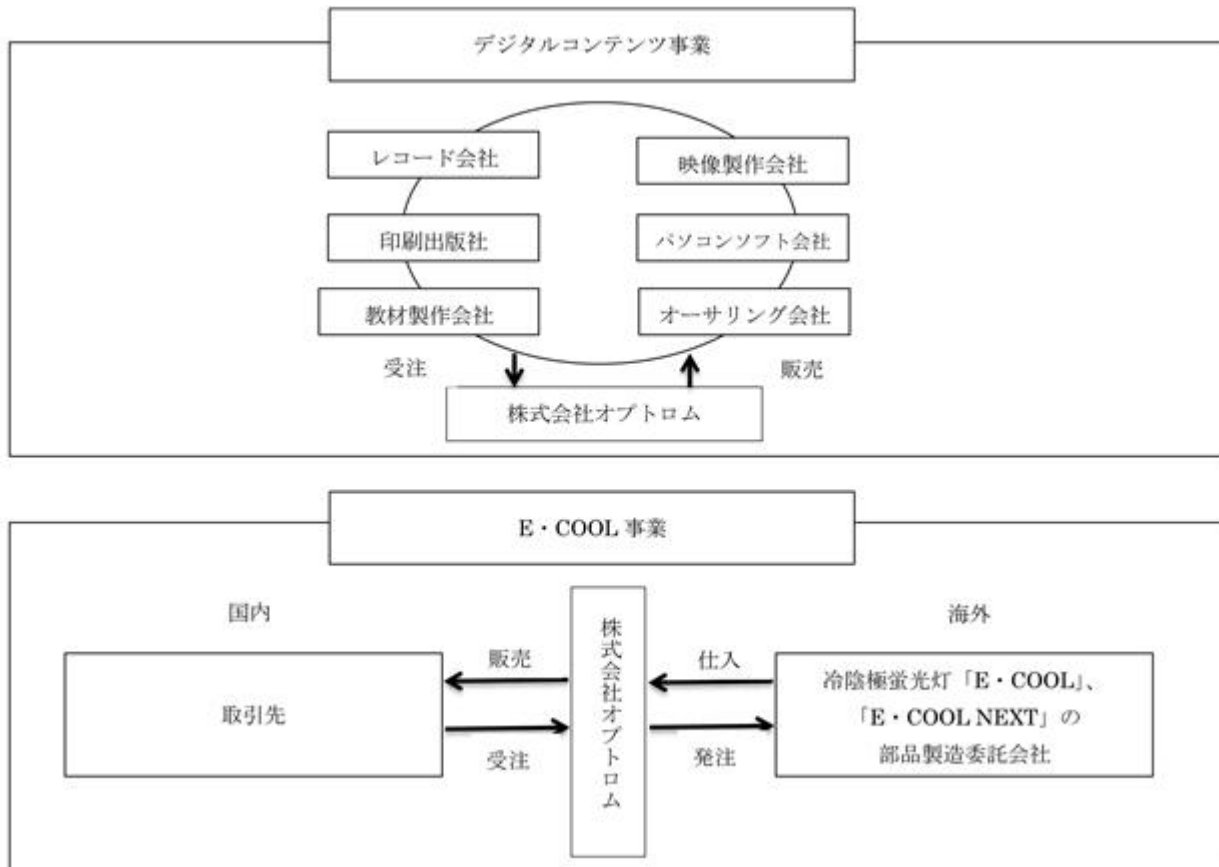 デジタルコンテンツ事業
レコード会社
映像製作会社
印刷出版社
パソコンソフト会社
教材製作会社
オーサリング会社
受注
販売
株式会社オプトロム
E・COOL 事業
国内
海外
株式会社オプトロム
販売
仕入
取引先
冷陰極蛍光灯「E・COOL」、
「E・COOL NEXT」の
部品製造委託会社
受注
発注